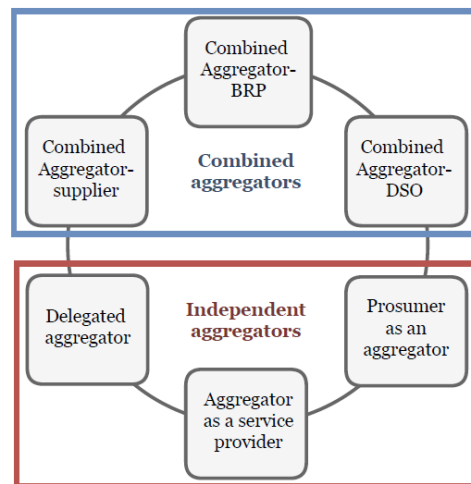 Combined
Aggregator-
BRP
Combined
Aggregator-
supplier
Combined
aggregators
Combined
Aggregator-
DSO
Delegated
aggregator
Independent
aggregators
Prosumer
as an
aggregator
Aggregator
as a service
provider